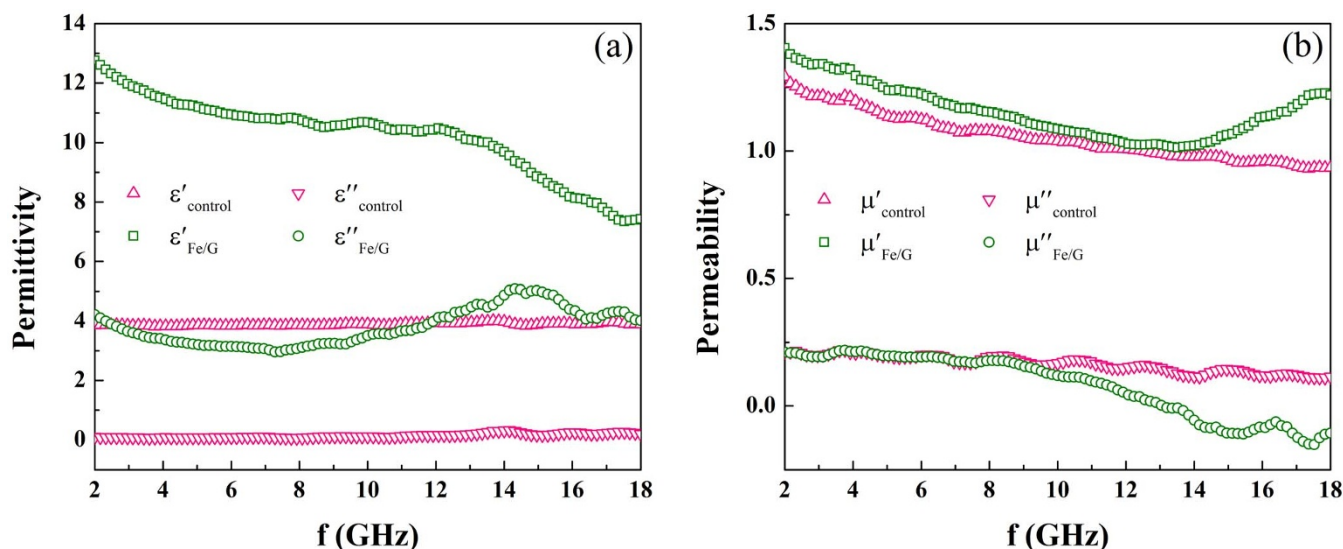 (a)
Permittivity
14
12
10
8
6
4
2
0
ε′control ε″control
ε′Fe/G ε″Fe/G
2 4 6 8 10 12 14 16 18
f (GHz)
(b)
Permeability
1.5
1.0
0.5
0.0
μ′control μ″control
μ′Fe/G μ″Fe/G
2 4 6 8 10 12 14 16 18
f (GHz)